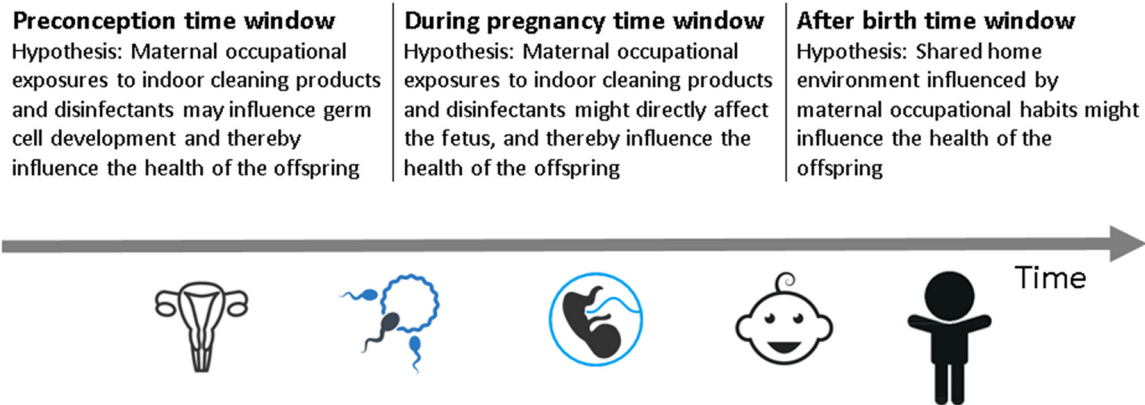 Preconception time window
Hypothesis: Maternal occupational
exposures to indoor cleaning products
and disinfectants may influence germ
cell development and thereby
influence the health of the offspring
During pregnancy time window
Hypothesis: Maternal occupational
exposures to indoor cleaning products
and disinfectants might directly affect
the fetus, and thereby influence the
health of the offspring
After birth time window
Hypothesis: Shared home
environment influenced by
maternal occupational habits might
influence the health of the
offspring
Time